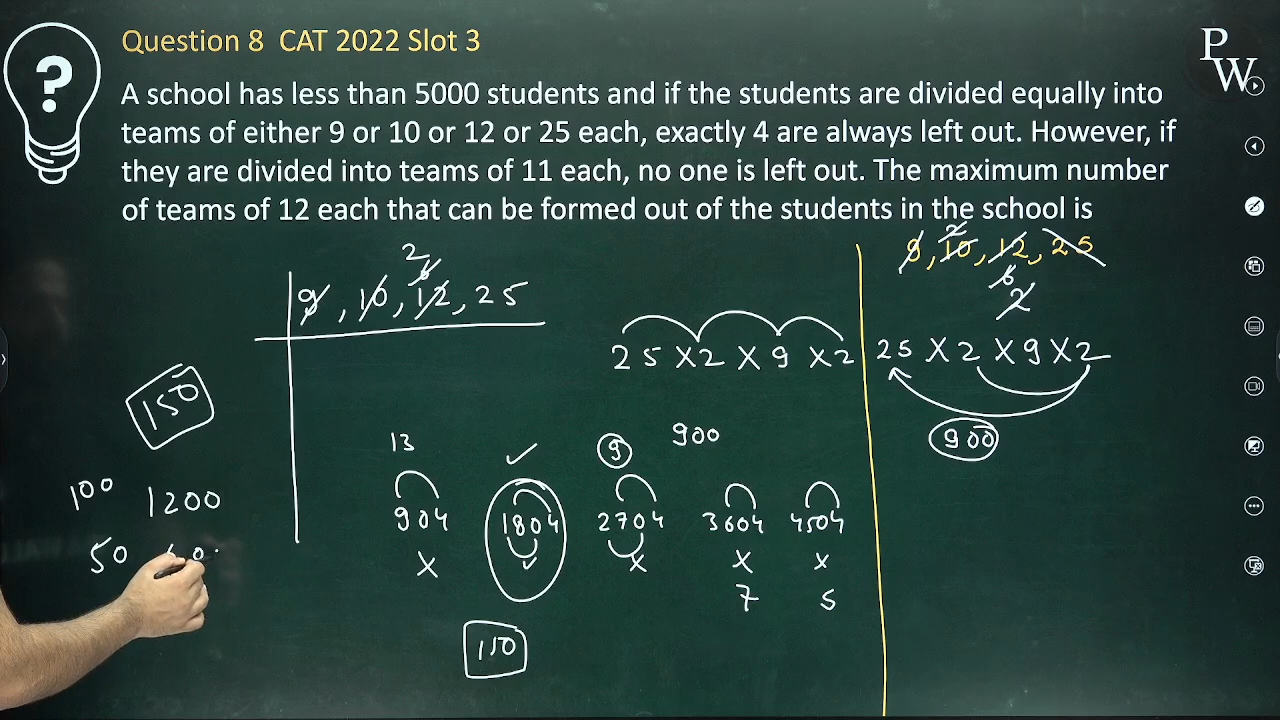 Question 8 CAT 2022 Slot 3
PW
A school has less than 5000 students and if the students are divided equally into
teams of either 9 or 10 or 12 or 25 each, exactly 4 are always left out. However, if
they are divided into teams of 11 each, no one is left out. The maximum number
of teams of 12 each that can be formed out of the students in the school is
2
6
9, 10, 12, 25
2
9, 10, 12, 25
6
2
25 X 2 X 9 X 2
25 X 2 X 9 X 2
150
13
9
900
900
100 1200
904 1804 2704 3604 4504
50
X ✓ X X X
7 5
150